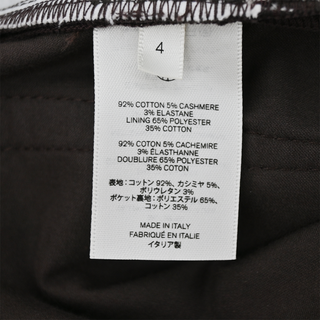 4
92% COTTON 5% CASHMERE
3% ELASTANE
LINING 65% POLYESTER
35% COTTON
92% COTON 5% CACHEMIRE
3% ÉLASTHANNE
DOUBLURE 65% POLYESTER
35% COTON
表地：コットン 92%、カシミヤ 5%、
ポリウレタン 3%
ポケット裏地：ポリエステル 65%、
コットン 35%
MADE IN ITALY
FABRIQUÉ EN ITALIE
イタリア製